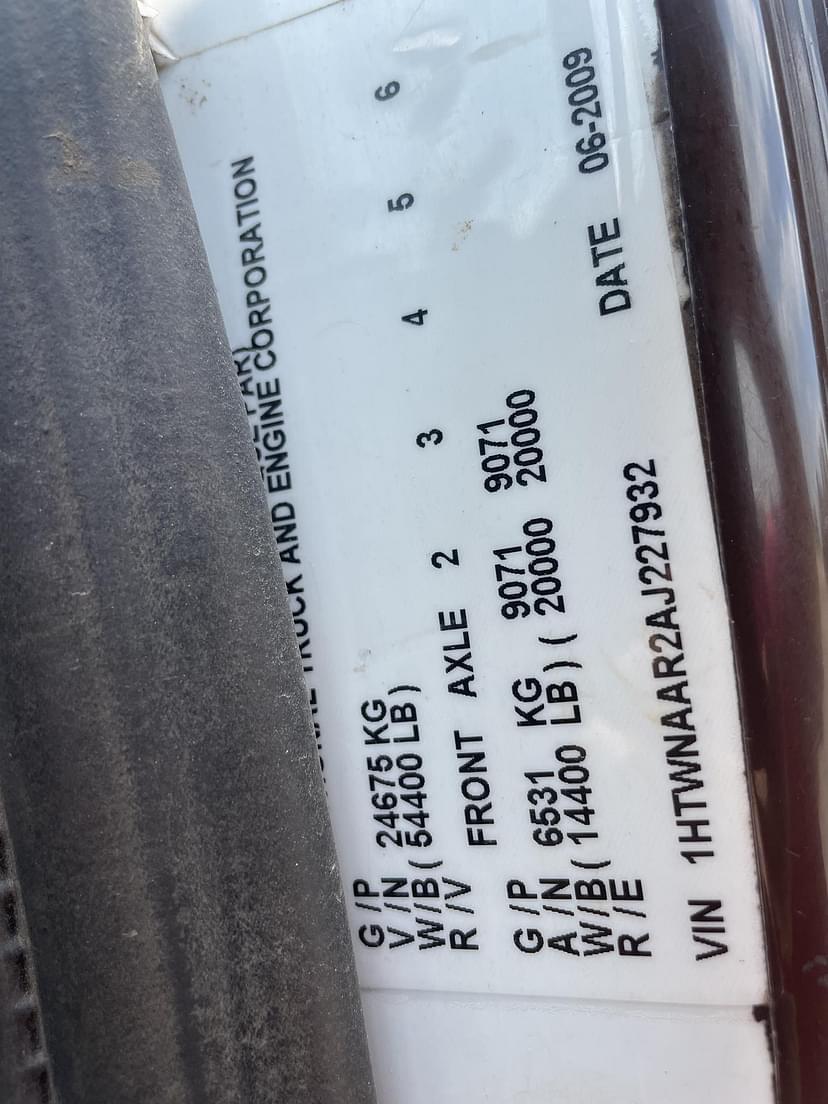 TRUCK AND ENGINE CORPORATION
G /P 24675 KG
V /N ( 54400 LB )
W/B
R /V FRONT AXLE 2 3 4 5 6
G /P 6531 KG 9071 9071
A /N ( 14400 LB ) ( 20000 20000
W/B
R /E DATE 06-2009
VIN 1HTWNAAR2AJ227932